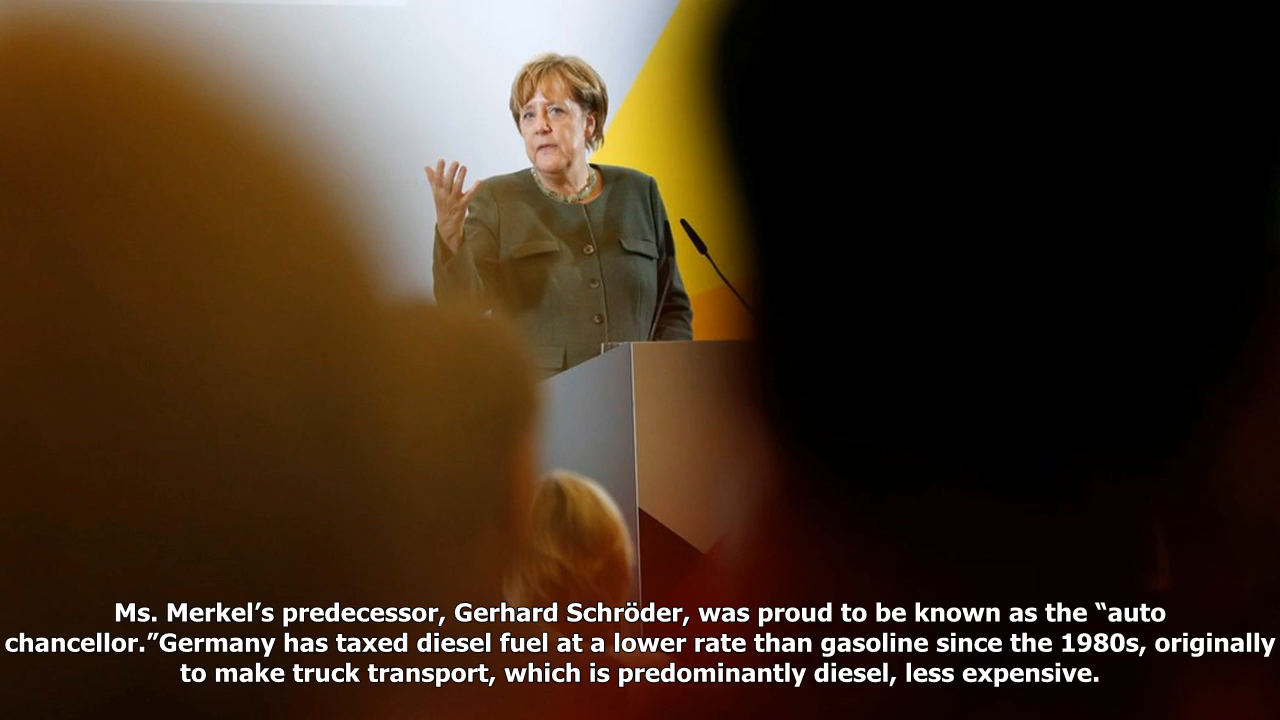 Ms. Merkel’s predecessor, Gerhard Schröder, was proud to be known as the “auto
chancellor.”Germany has taxed diesel fuel at a lower rate than gasoline since the 1980s, originally
to make truck transport, which is predominantly diesel, less expensive.